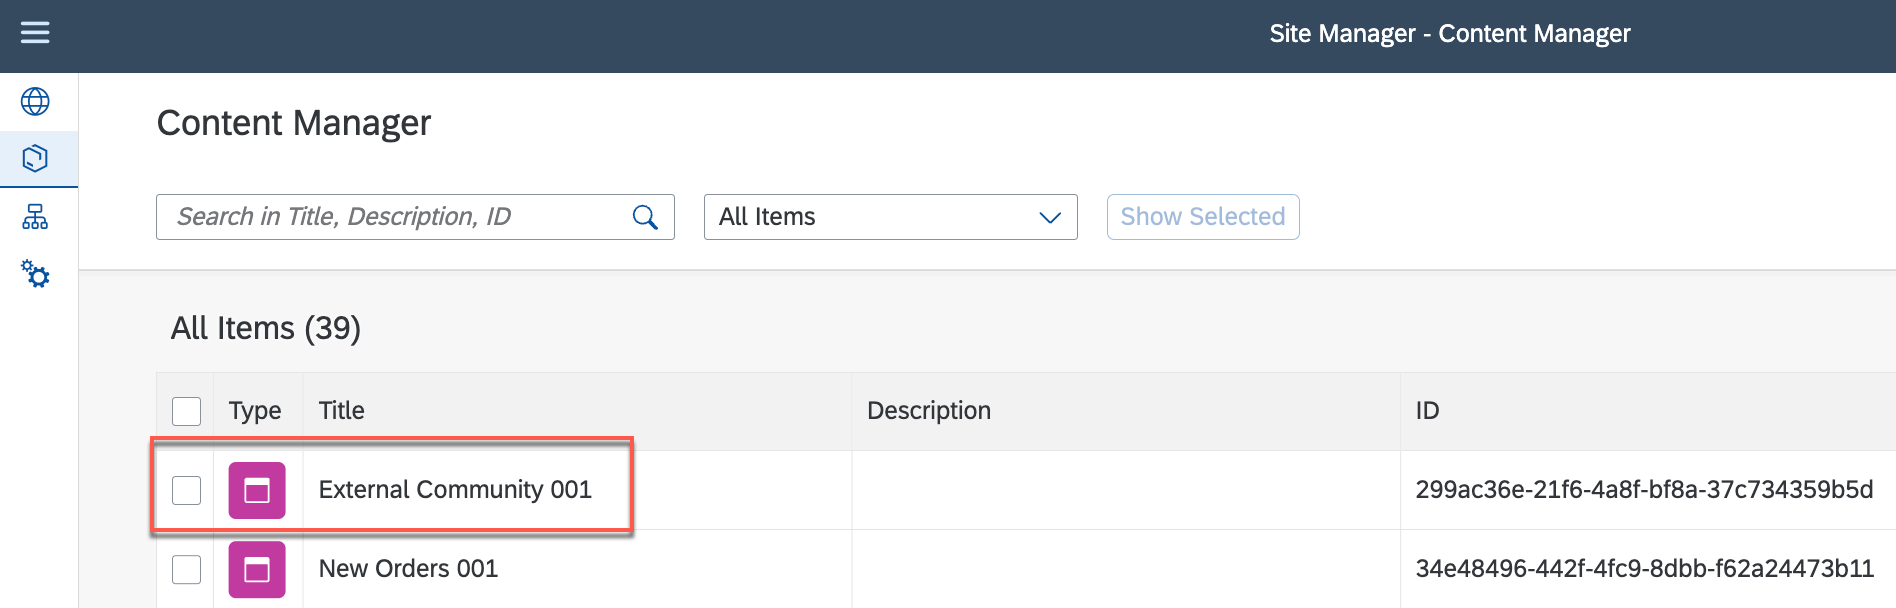 Site Manager - Content Manager
Content Manager
Search in Title, Description, ID All Items Show Selected
All Items (39)
Type Title Description ID
External Community 001 299ac36e-21f6-4a8f-bf8a-37c734359b5d
New Orders 001 34e48496-442f-4fc9-8dbb-f62a24473b11